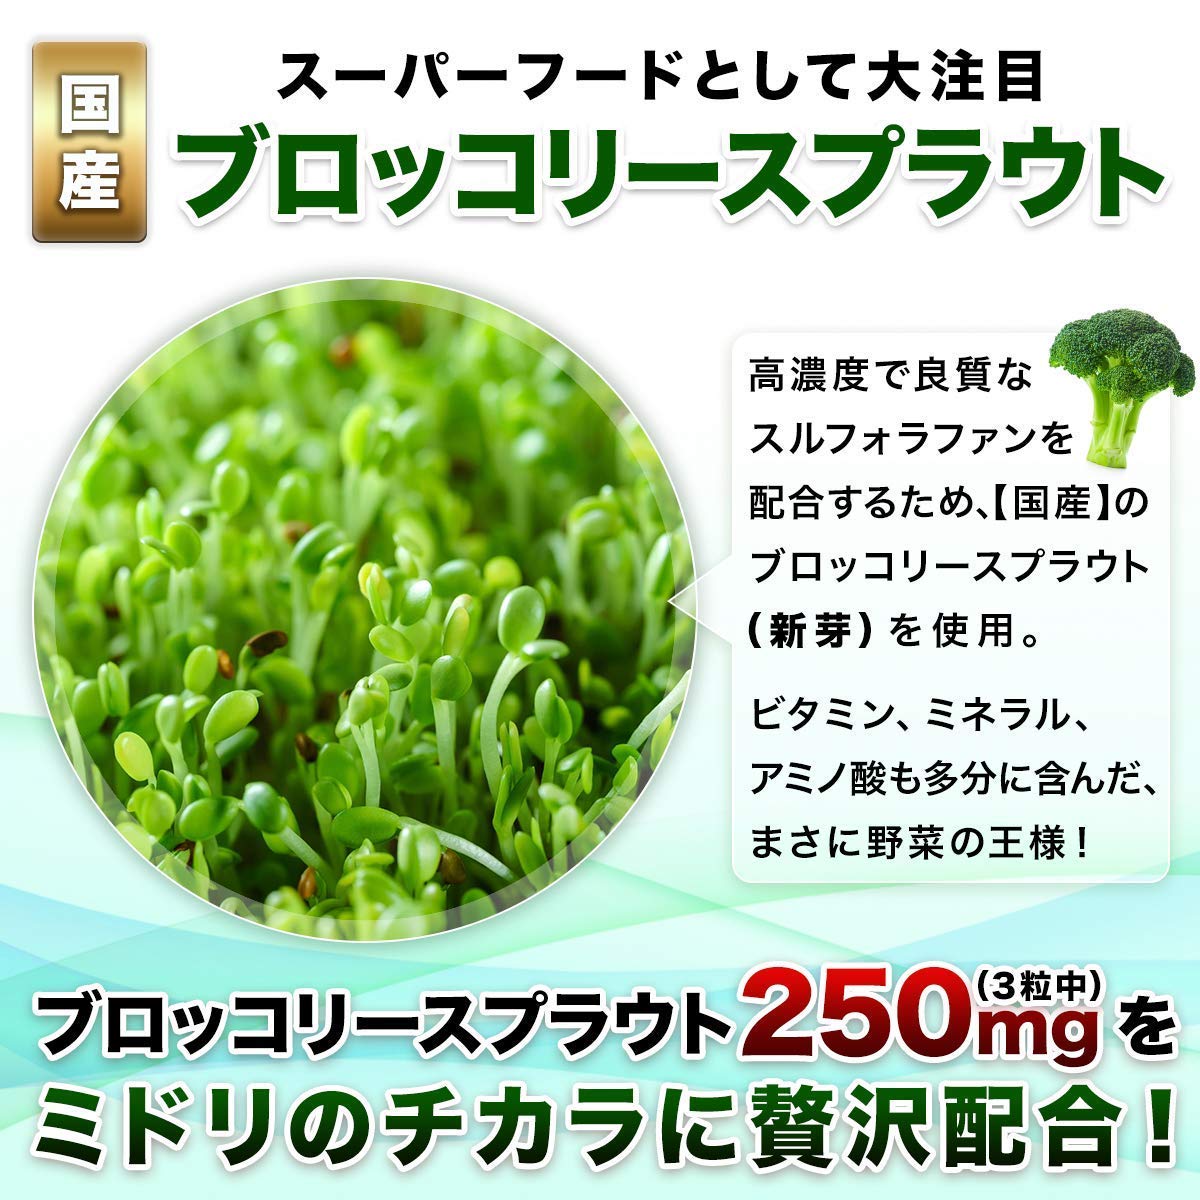 国産
スーパーフードとして大注目
ブロッコリースプラウト
高濃度で良質な
スルフォラファンを
配合するため、【国産】の
ブロッコリースプラウト
（新芽）を使用。
ビタミン、ミネラル、
アミノ酸も多分に含んだ、
まさに野菜の王様！
ブロッコリースプラウト250mg（3粒中）を
ミドリのチカラに贅沢配合！